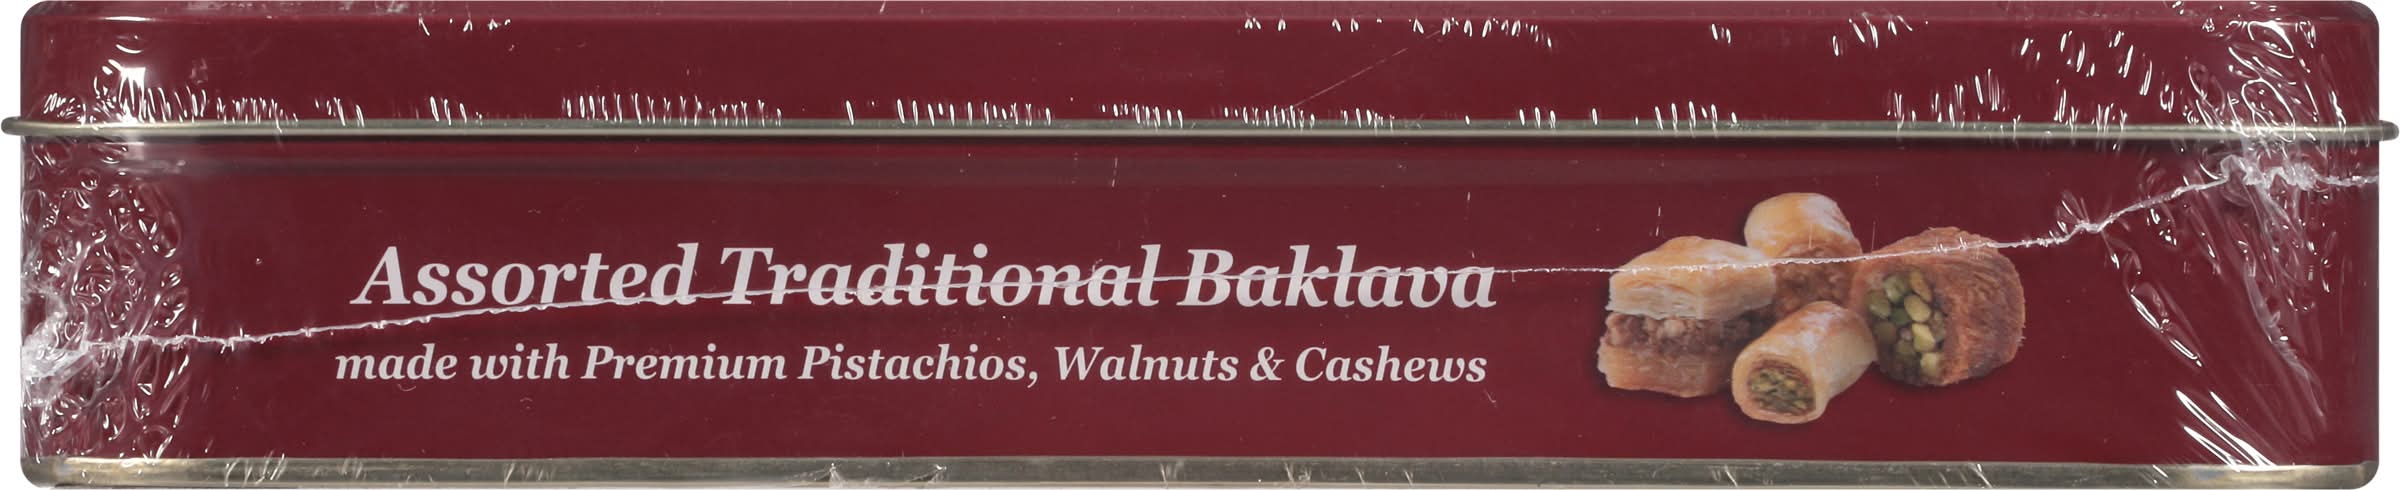 Assorted Traditional Baklava
made with Premium Pistachios, Walnuts & Cashews